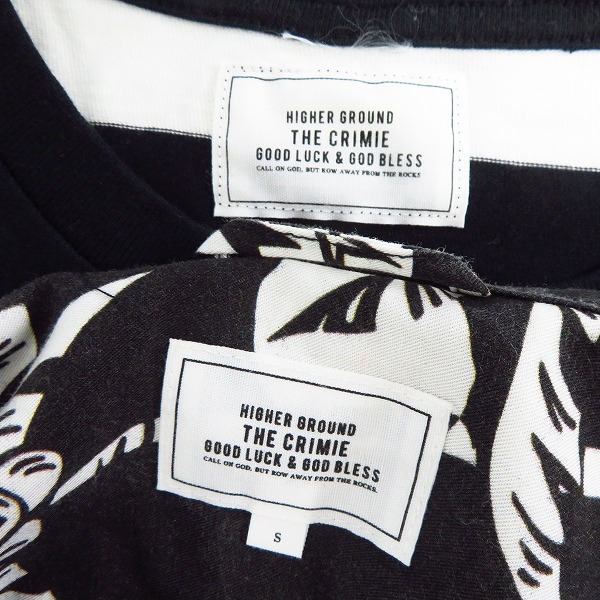 HIGHER GROUND
THE CRIMIE
GOOD LUCK & GOD BLESS
CALL ON GOD, BUT ROW AWAY FROM THE ROCKS
HIGHER GROUND
THE CRIMIE
GOOD LUCK & GOD BLESS
CALL ON GOD, BUT ROW AWAY FROM THE ROCKS.
S